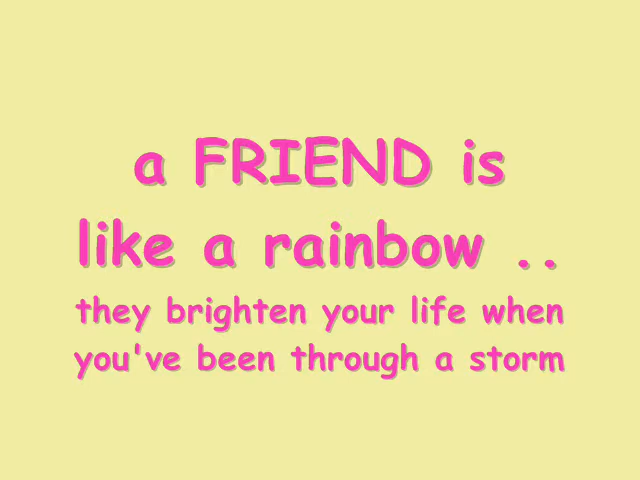 a FRIEND is
like a rainbow ..
they brighten your life when
you've been through a storm